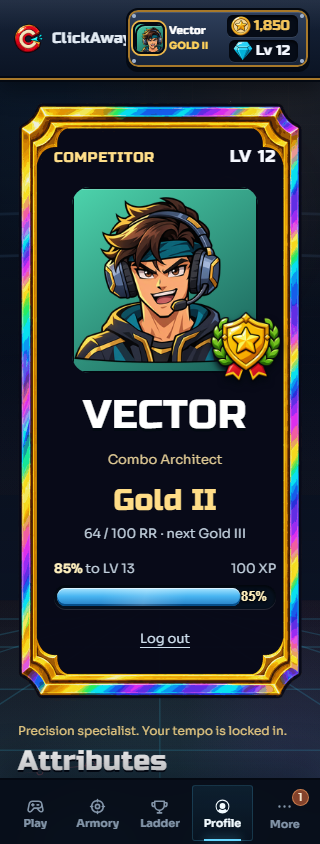 ClickAway
Vector
GOLD II
1,850
Lv 12
COMPETITOR
LV 12
VECTOR
Combo Architect
Gold II
64 / 100 RR · next Gold III
85% to LV 13
100 XP
85%
Log out
Precision specialist. Your tempo is locked in.
Attributes
Play
Armory
Ladder
Profile
More
1